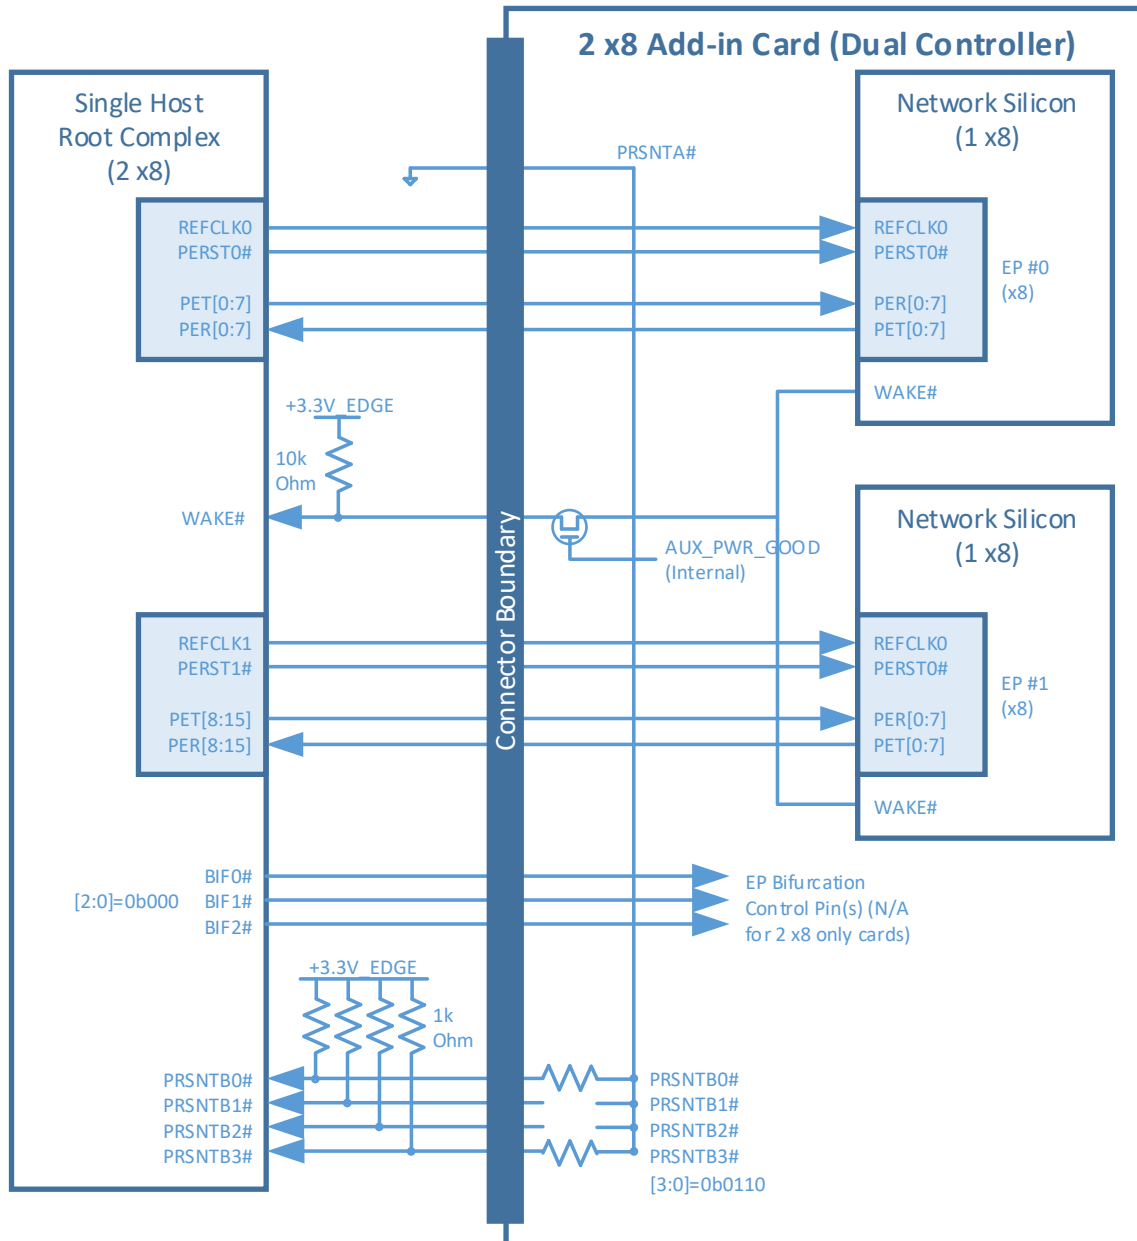 2 x8 Add-in Card (Dual Controller)
Single Host
Root Complex
(2 x8)
Network Silicon
(1 x8)
PRSNTA#
REFCLK0
PERST0#
PET[0:7]
PER[0:7]
REFCLK0
PERST0#
PER[0:7]
PET[0:7]
EP #0
(x8)
WAKE#
+3.3V_EDGE
10k
Ohm
WAKE#
Connector Boundary
AUX_PWR_GOOD
(Internal)
Network Silicon
(1 x8)
REFCLK1
PERST1#
PET[8:15]
PER[8:15]
REFCLK0
PERST0#
PER[0:7]
PET[0:7]
EP #1
(x8)
WAKE#
[2:0]=0b000
BIF0#
BIF1#
BIF2#
EP Bifurcation
Control Pin(s) (N/A
for 2 x8 only cards)
+3.3V_EDGE
1k
Ohm
PRSNTB0#
PRSNTB1#
PRSNTB2#
PRSNTB3#
PRSNTB0#
PRSNTB1#
PRSNTB2#
PRSNTB3#
[3:0]=0b0110